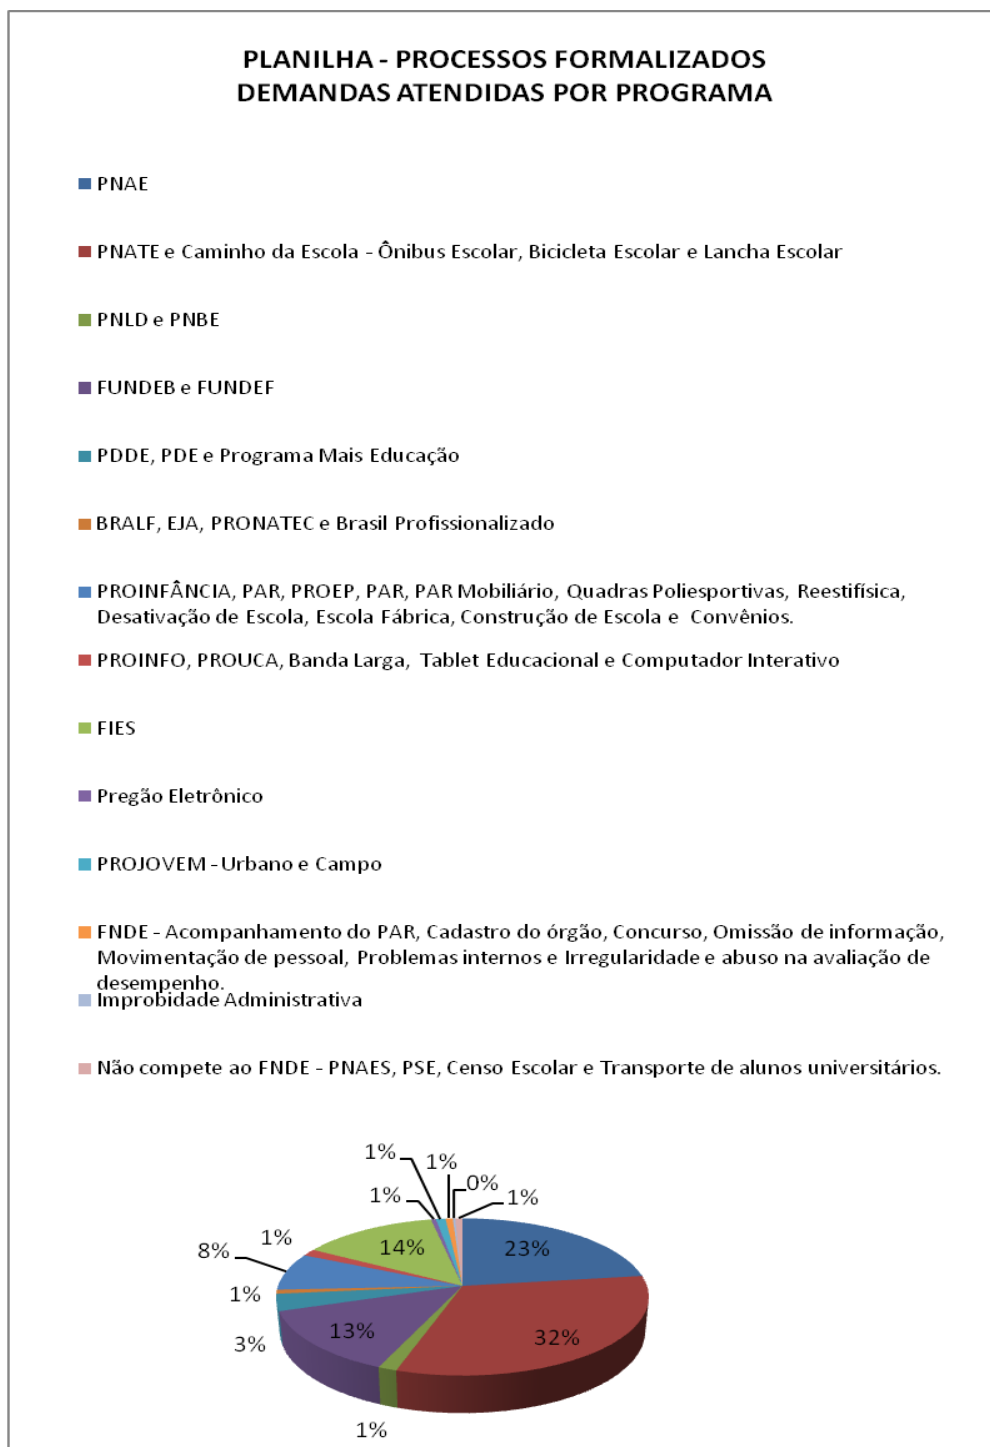 PLANILHA - PROCESSOS FORMALIZADOS
DEMANDAS ATENDIDAS POR PROGRAMA
PNAE
PNATE e Caminho da Escola - Ônibus Escolar, Bicicleta Escolar e Lancha Escolar
PNLD e PNBE
FUNDEB e FUNDEF
PDDE, PDE e Programa Mais Educação
BRALF, EJA, PRONATEC e Brasil Profissionalizado
PROINFÂNCIA, PAR, PROEP, PAR, PAR Mobiliário, Quadras Poliesportivas, Reestifísica,
Desativação de Escola, Escola Fábrica, Construção de Escola e Convênios.
PROINFO, PROUCA, Banda Larga, Tablet Educacional e Computador Interativo
FIES
Pregão Eletrônico
PROJOVEM - Urbano e Campo
FNDE - Acompanhamento do PAR, Cadastro do órgão, Concurso, Omissão de informação,
Movimentação de pessoal, Problemas internos e Irregularidade e abuso na avaliação de
desempenho.
Improbidade Administrativa
Não compete ao FNDE - PNAES, PSE, Censo Escolar e Transporte de alunos universitários.
1%
1%
0%
1%
1%
1%
14%
23%
8%
1%
13%
32%
3%
1%